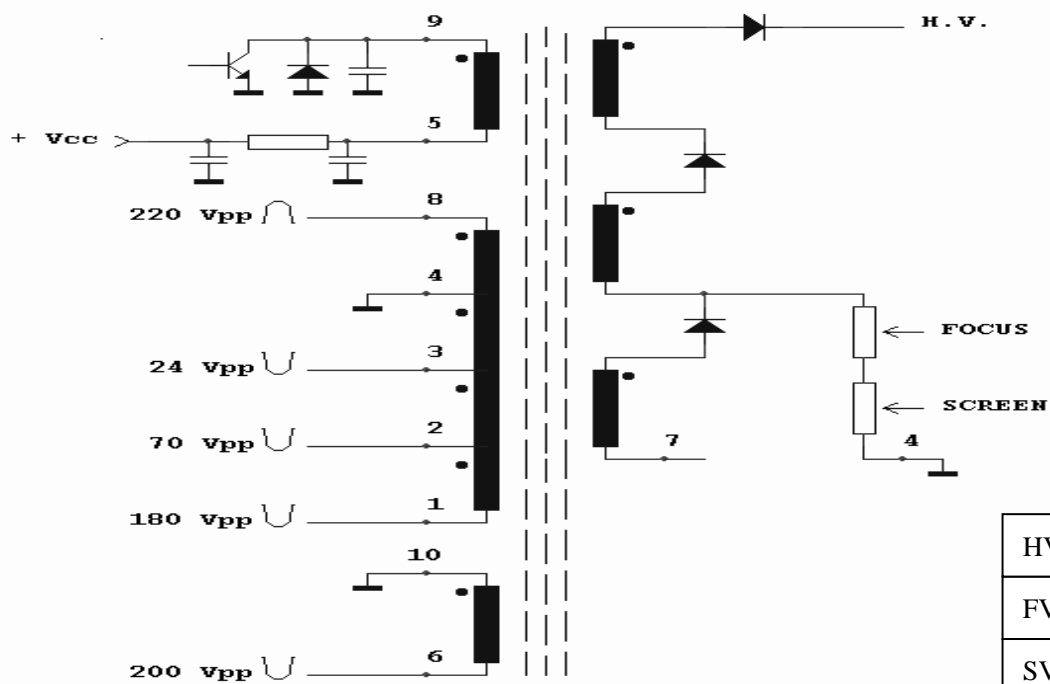 9
H.V.
5
+ Vcc
220 Vpp
8
4
24 Vpp
3
FOCUS
70 Vpp
2
SCREEN
7
4
180 Vpp
1
10
HV
FV
200 Vpp
6
SV